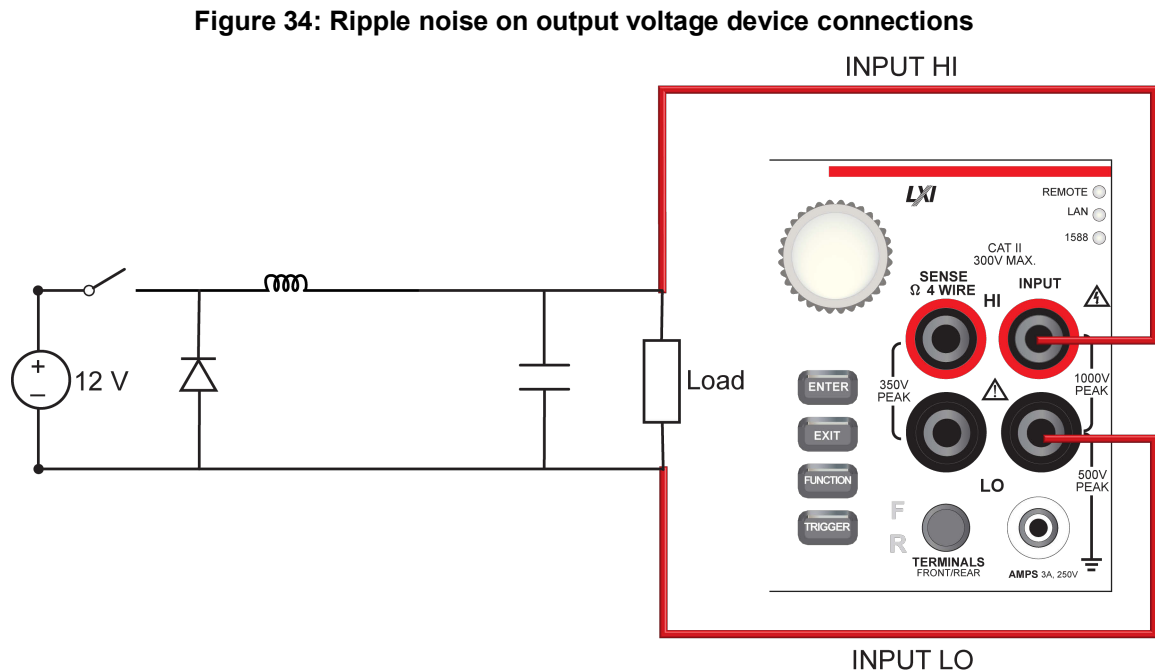 Figure 34: Ripple noise on output voltage device connections
INPUT HI
LXI
REMOTE
LAN
1588
CAT II
300V MAX.
SENSE
Ω 4 WIRE
HI
INPUT
+
−
12 V
Load
ENTER
350V
PEAK
1000V
PEAK
EXIT
FUNCTION
LO
500V
PEAK
TRIGGER
F
R
TERMINALS
FRONT/REAR
AMPS 3A, 250V
INPUT LO